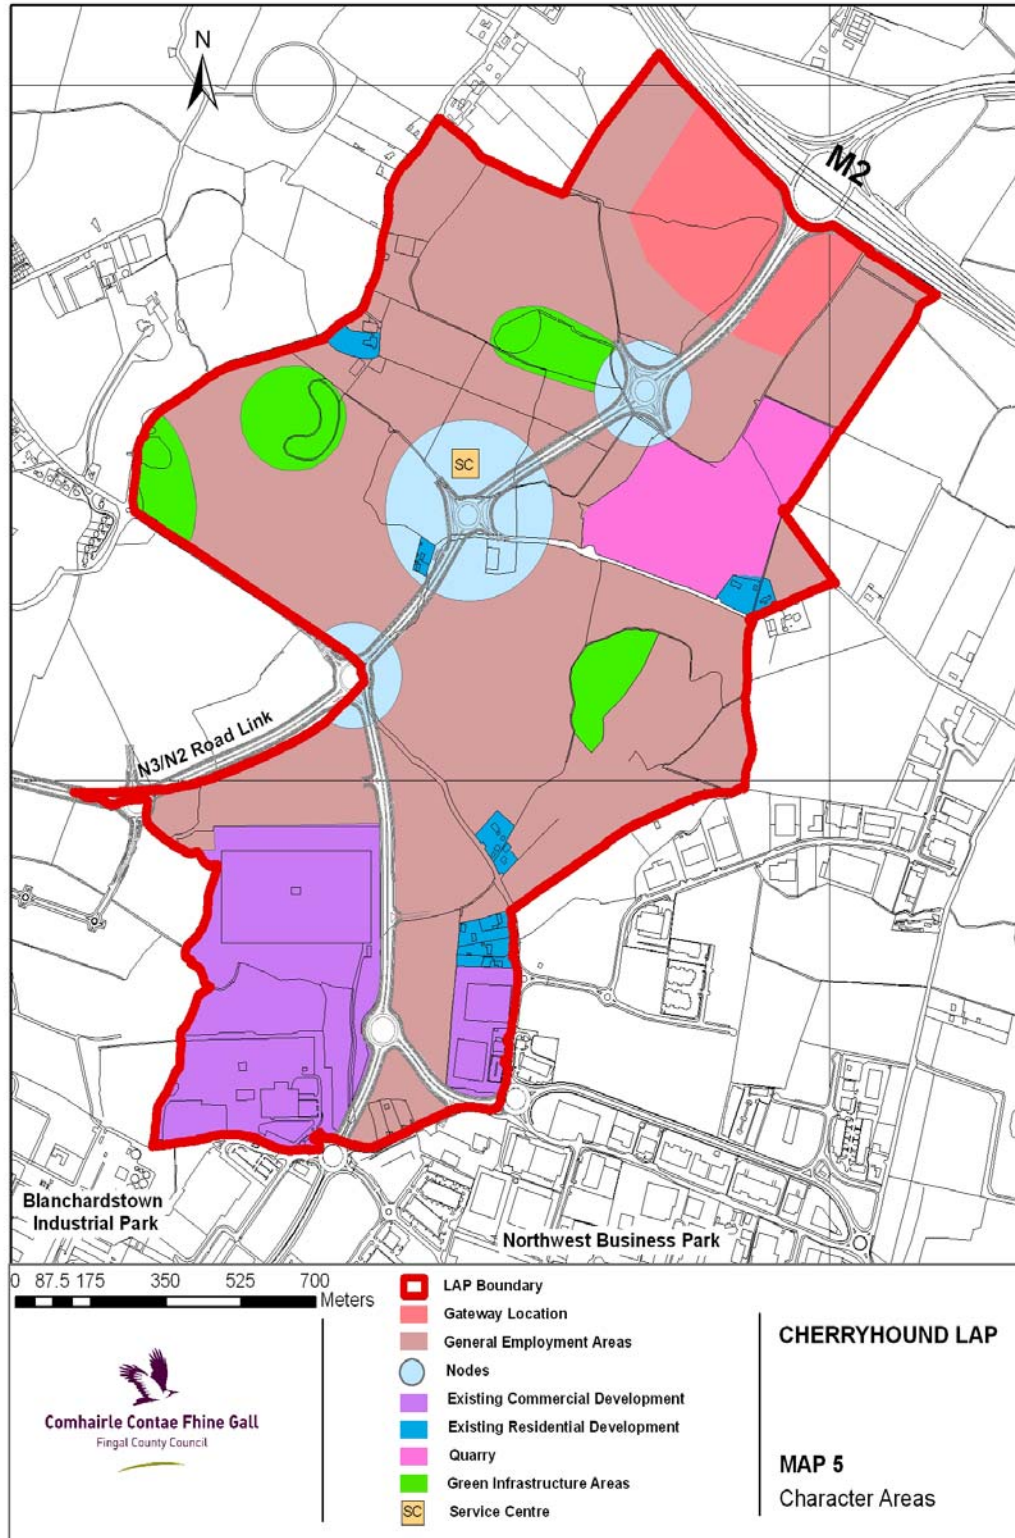 N
M2
SC
N3/N2 Road Link
Blanchardstown
Industrial Park
Northwest Business Park
0 87.5 175 350 525 700
Meters
LAP Boundary
Gateway Location
General Employment Areas
Nodes
Existing Commercial Development
Existing Residential Development
Quarry
Green Infrastructure Areas
SC Service Centre
Comhairle Contae Fhine Gall
Fingal County Council
CHERRYHOUND LAP
MAP 5
Character Areas